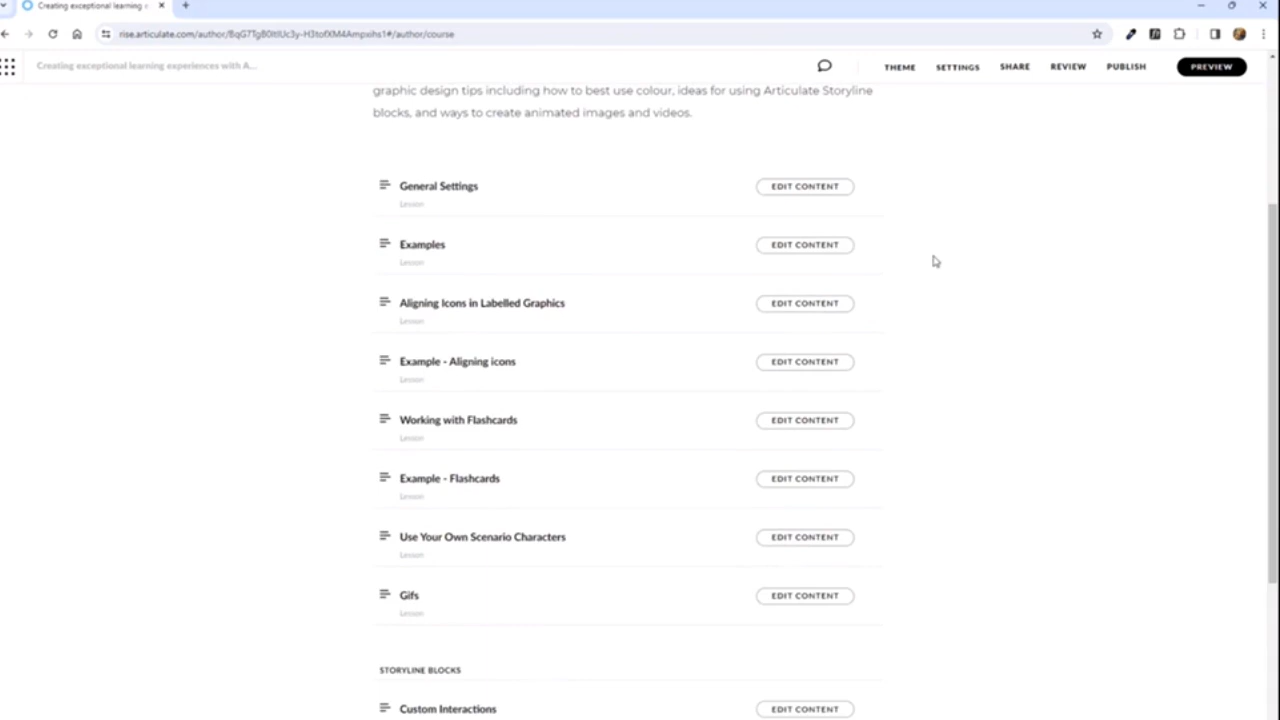 Creating exceptional learning e
rise.articulate.com/author/BqG7TgB0ItIUc3y-H3tofXM4Ampxihs1#/author/course
Creating exceptional learning experiences with A...
THEME
SETTINGS
SHARE
REVIEW
PUBLISH
PREVIEW
graphic design tips including how to best use colour, ideas for using Articulate Storyline
blocks, and ways to create animated images and videos.
General Settings
EDIT CONTENT
Lesson
Examples
EDIT CONTENT
Lesson
Aligning Icons in Labelled Graphics
EDIT CONTENT
Lesson
Example - Aligning icons
EDIT CONTENT
Lesson
Working with Flashcards
EDIT CONTENT
Lesson
Example - Flashcards
EDIT CONTENT
Lesson
Use Your Own Scenario Characters
EDIT CONTENT
Lesson
Gifs
EDIT CONTENT
Lesson
STORYLINE BLOCKS
Custom Interactions
EDIT CONTENT